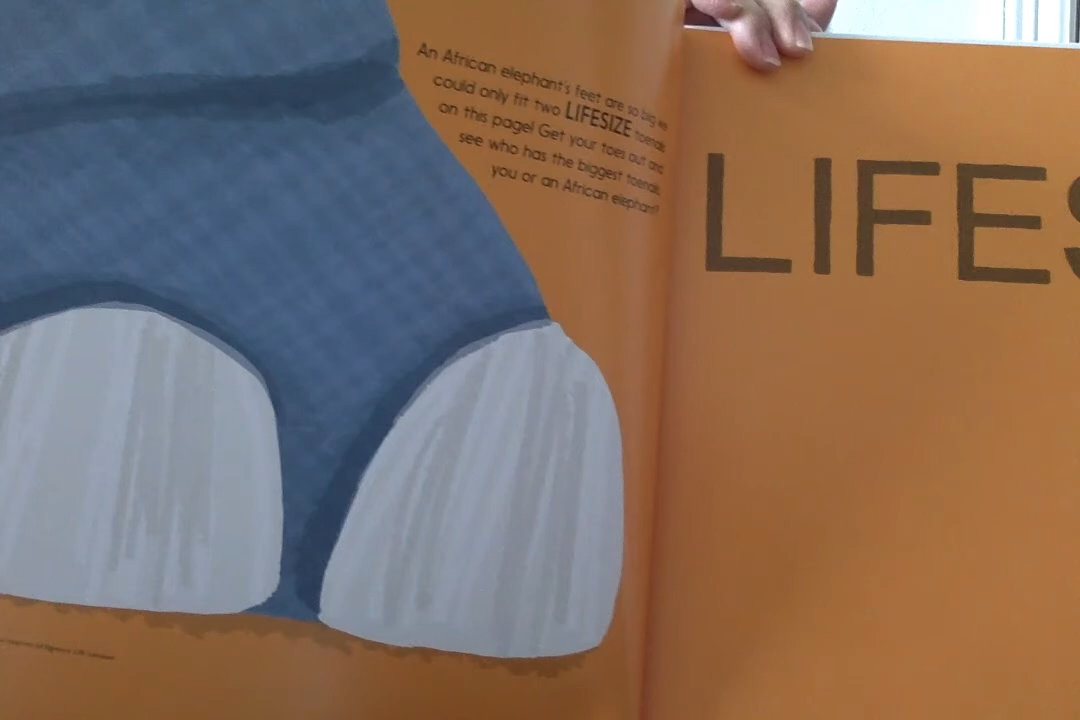 An African elephant's feet are so big we
could only fit two LIFESIZE toenails
on this page! Get your toes out and
see who has the biggest toenails,
you or an African elephant?
LIFES